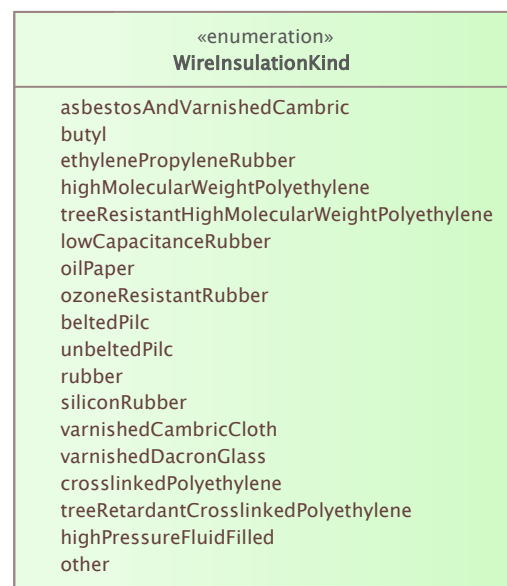 «enumeration»
WireInsulationKind
asbestosAndVarnishedCambric
butyl
ethylenePropyleneRubber
highMolecularWeightPolyethylene
treeResistantHighMolecularWeightPolyethylene
lowCapacitanceRubber
oilPaper
ozoneResistantRubber
beltedPilc
unbeltedPilc
rubber
siliconRubber
varnishedCambricCloth
varnishedDacronGlass
crosslinkedPolyethylene
treeRetardantCrosslinkedPolyethylene
highPressureFluidFilled
other